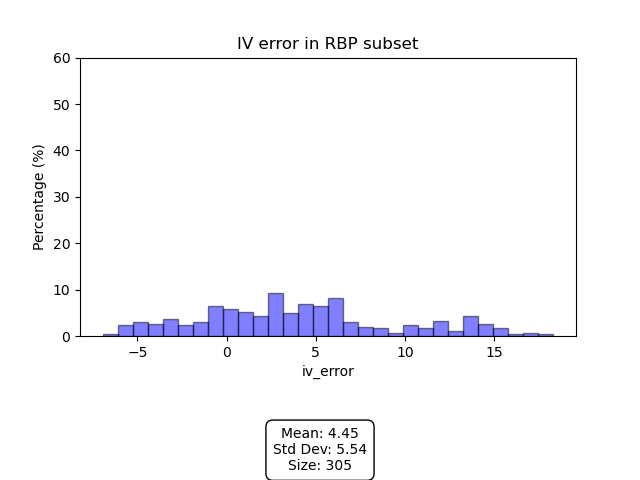 IV error in RBP subset
60
50
40
30
20
10
0
Percentage (%)
−5
0
5
10
15
iv_error
Mean: 4.45
Std Dev: 5.54
Size: 305